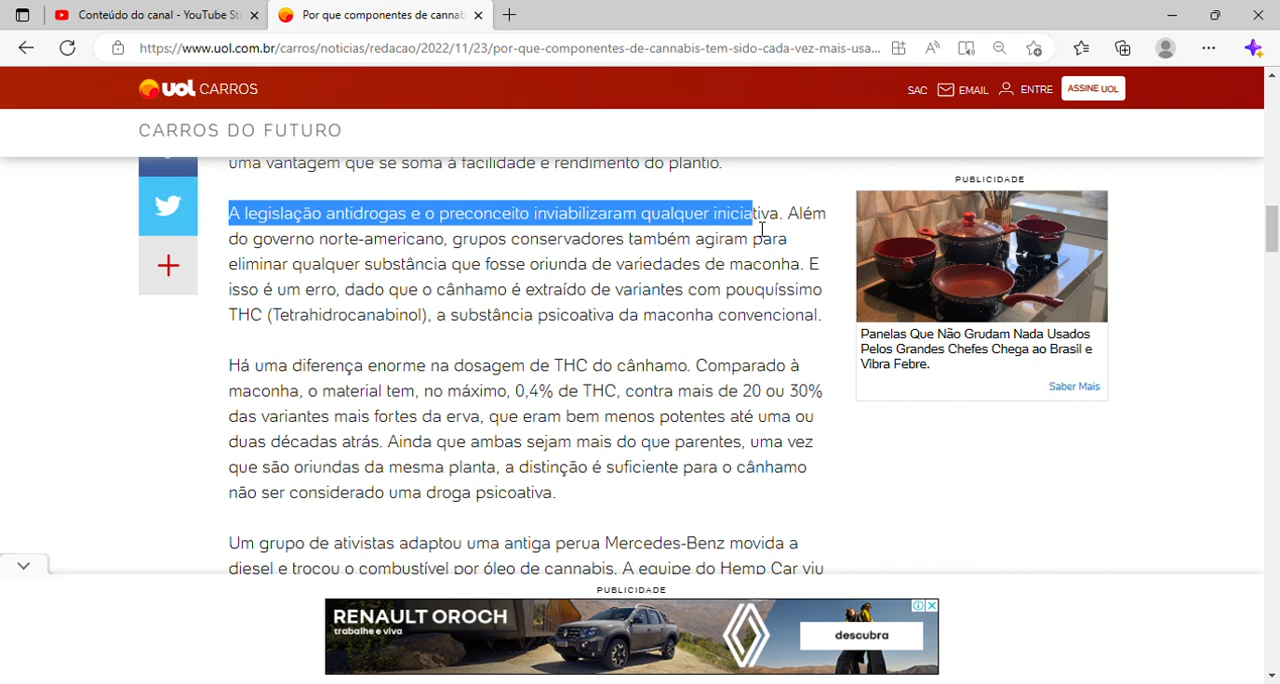 Conteúdo do canal - YouTube St
Por que componentes de cannab
https://www.uol.com.br/carros/noticias/redacao/2022/11/23/por-que-componentes-de-cannabis-tem-sido-cada-vez-mais-usa...
UOL CARROS
SAC EMAIL ENTRE ASSINE UOL
CARROS DO FUTURO
uma vantagem que se soma à facilidade e rendimento do plantio.
A legislação antidrogas e o preconceito inviabilizaram qualquer iniciativa. Além
do governo norte-americano, grupos conservadores também agiram para
eliminar qualquer substância que fosse oriunda de variedades de maconha. E
isso é um erro, dado que o cânhamo é extraído de variantes com pouquíssimo
THC (Tetrahidrocanabinol), a substância psicoativa da maconha convencional.
Há uma diferença enorme na dosagem de THC do cânhamo. Comparado à
maconha, o material tem, no máximo, 0,4% de THC, contra mais de 20 ou 30%
das variantes mais fortes da erva, que eram bem menos potentes até uma ou
duas décadas atrás. Ainda que ambas sejam mais do que parentes, uma vez
que são oriundas da mesma planta, a distinção é suficiente para o cânhamo
não ser considerado uma droga psicoativa.
Um grupo de ativistas adaptou uma antiga perua Mercedes-Benz movida a
diesel e trocou o combustível por óleo de cannabis. A equipe do Hemp Car viu
PUBLICIDADE
Panelas Que Não Grudam Nada Usados
Pelos Grandes Chefes Chega ao Brasil e
Vibra Febre.
Saber Mais
PUBLICIDADE
RENAULT OROCH
trabalhe e viva
descubra